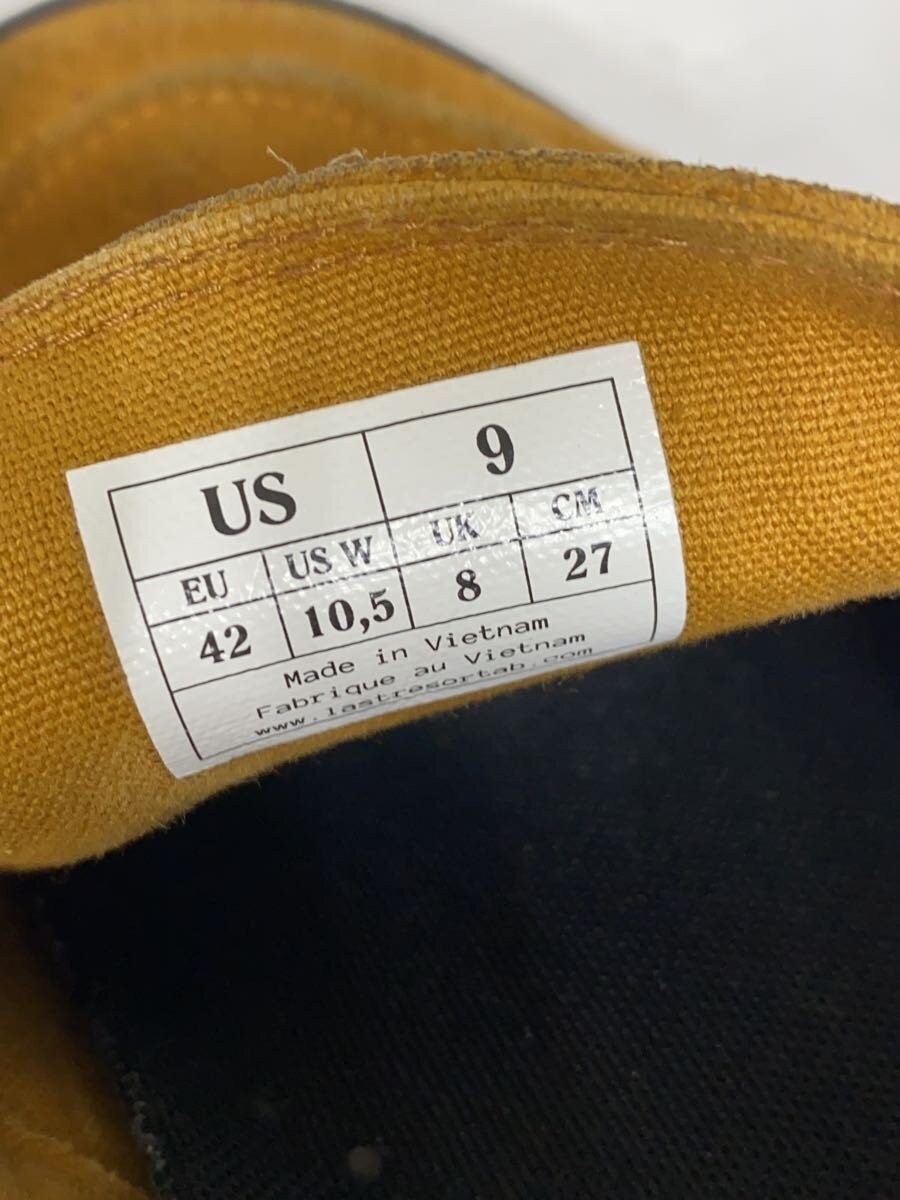 US 9
EU US W UK CM
42 10,5 8 27
Made in Vietnam
Fabrique au Vietnam
www.lastresortab.com